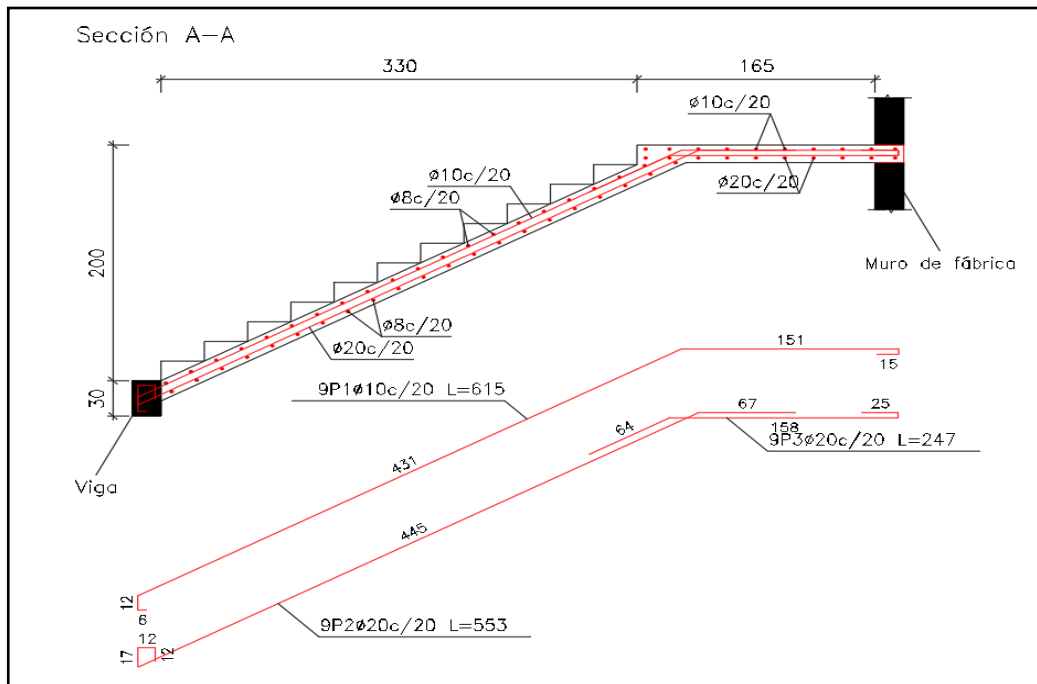 Sección A–A
330
165
ø10c/20
ø10c/20
ø20c/20
ø8c/20
200
Muro de fábrica
ø8c/20
ø20c/20
30
151
15
9P1ø10c/20 L=615
67
25
158
64
9P3ø20c/20 L=247
431
Viga
445
12
6
9P2ø20c/20 L=553
12
17
12